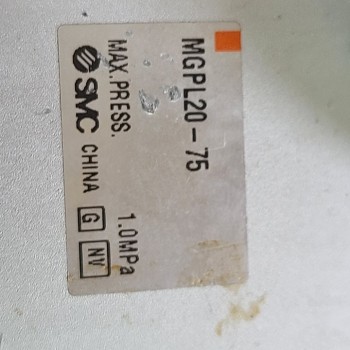 MGPL20-75
MAX.PRESS. 1.0MPa
SMC CHINA G NV